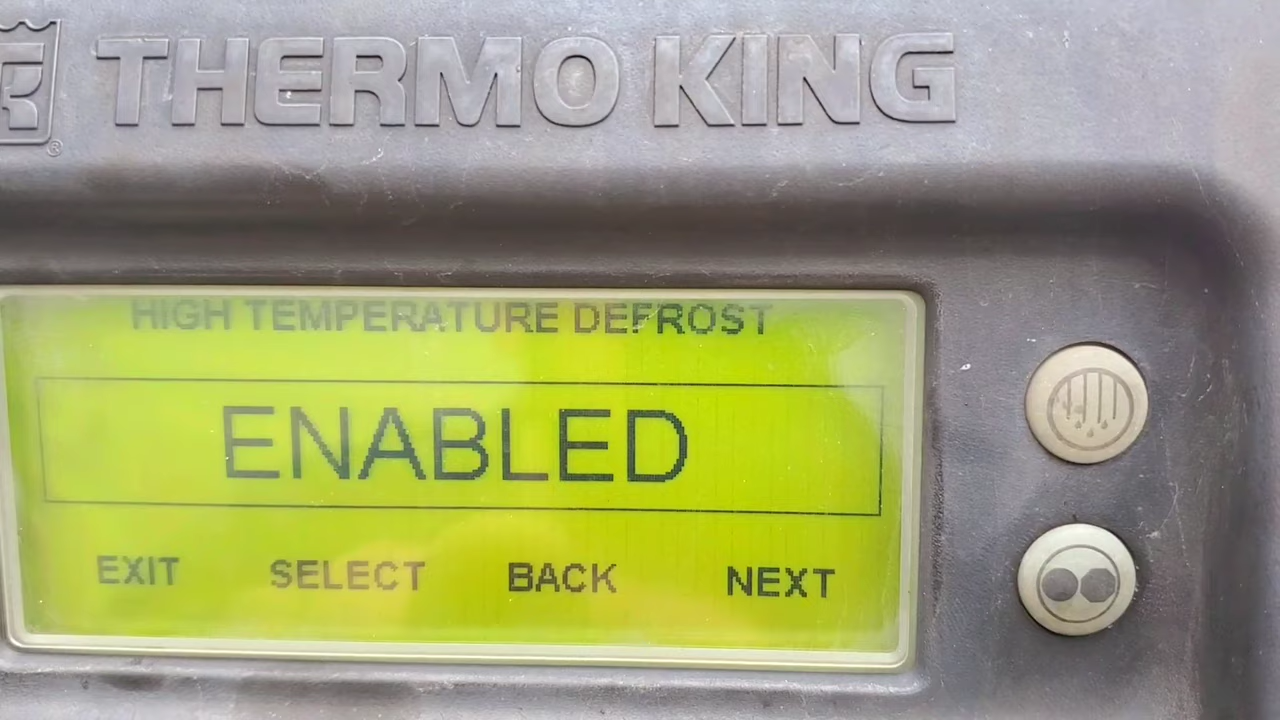 THERMO KING
®
HIGH TEMPERATURE DEFROST
ENABLED
EXIT SELECT BACK NEXT